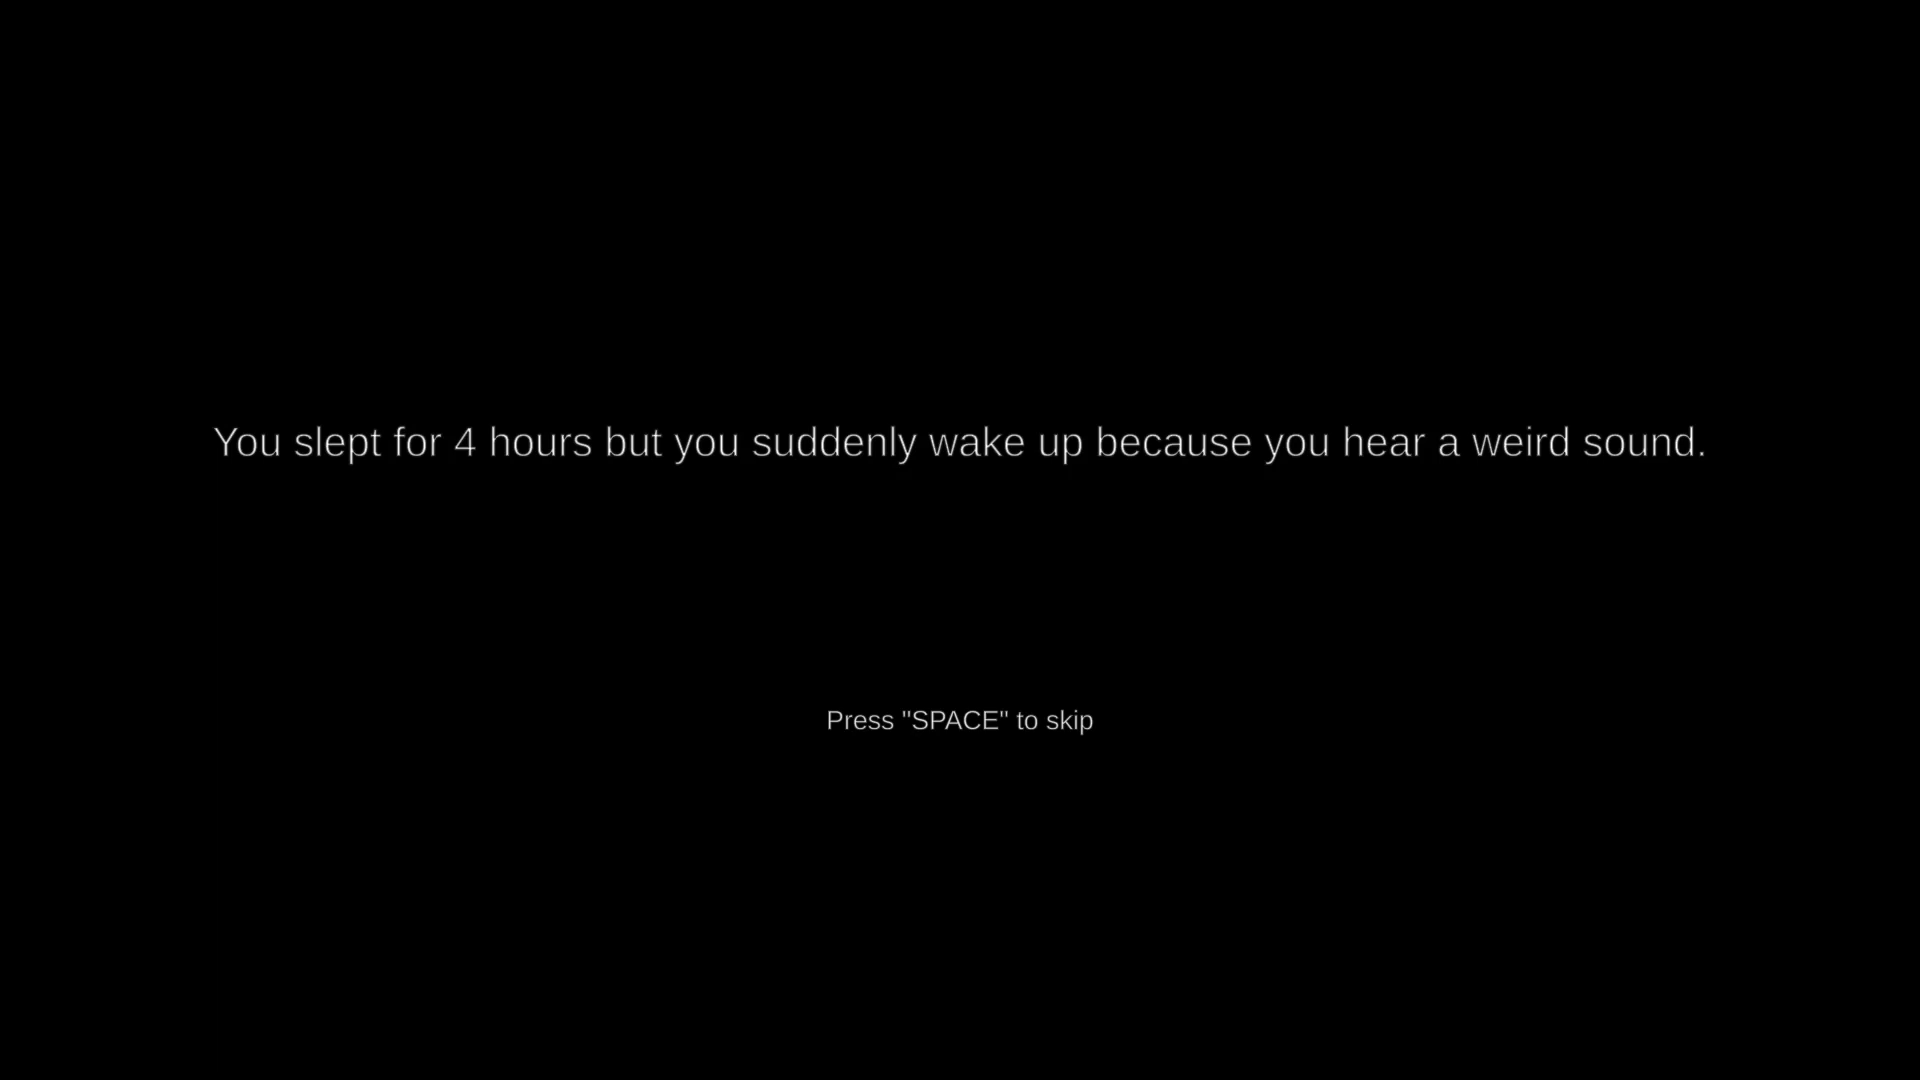 You slept for 4 hours but you suddenly wake up because you hear a weird sound.
Press "SPACE" to skip